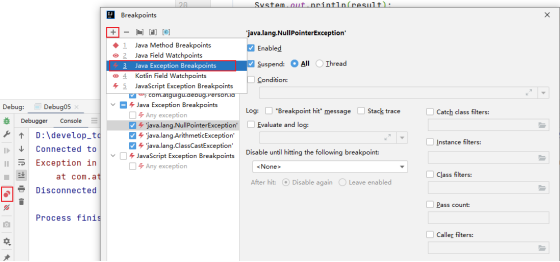 29
System.out.println(result);
Breakpoints
1 Java Method Breakpoints
2 Java Field Watchpoints
3 Java Exception Breakpoints
4 Kotlin Field Watchpoints
5 JavaScript Exception Breakpoints
com.atguigu.debug.Person.id
Java Exception Breakpoints
Any exception
'java.lang.NullPointerException'
'java.lang.ArithmeticException'
'java.lang.ClassCastException'
JavaScript Exception Breakpoints
Any exception
'java.lang.NullPointerException'
Enabled
Suspend: All Thread
Condition:
Log: "Breakpoint hit" message Stack trace
Evaluate and log:
Disable until hitting the following breakpoint:
<None>
After hit: Disable again Leave enabled
Catch class filters:
Instance filters:
Class filters:
Pass count:
Caller filters:
Debug: Debug05
Debugger Console
D:\develop_to
Connected to
Exception in
at com.at
Disconnected
Process finis